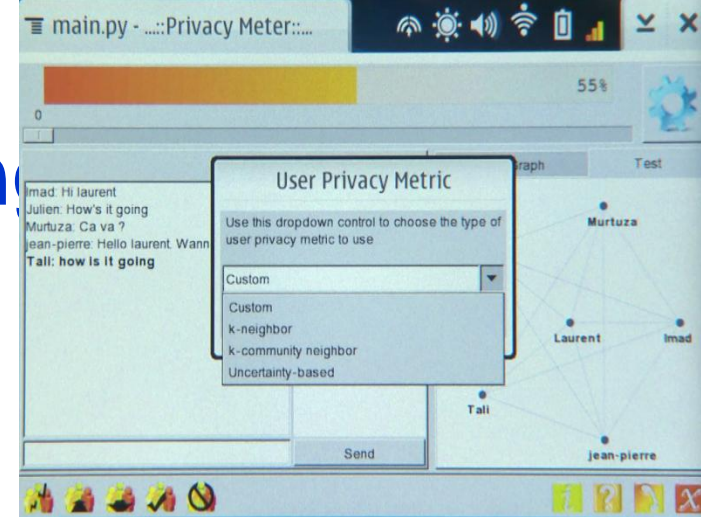 main.py - ...::Privacy Meter::...
55%
0
Graph
Test
Imad: Hi laurent
Julien: How's it going
Murtuza: Ca va ?
jean-pierre: Hello laurent. Wann
Tali: how is it going
User Privacy Metric
Use this dropdown control to choose the type of
user privacy metric to use
Custom
Custom
k-neighbor
k-community neighbor
Uncertainty-based
Murtuza
Laurent
Imad
Tali
jean-pierre
Send